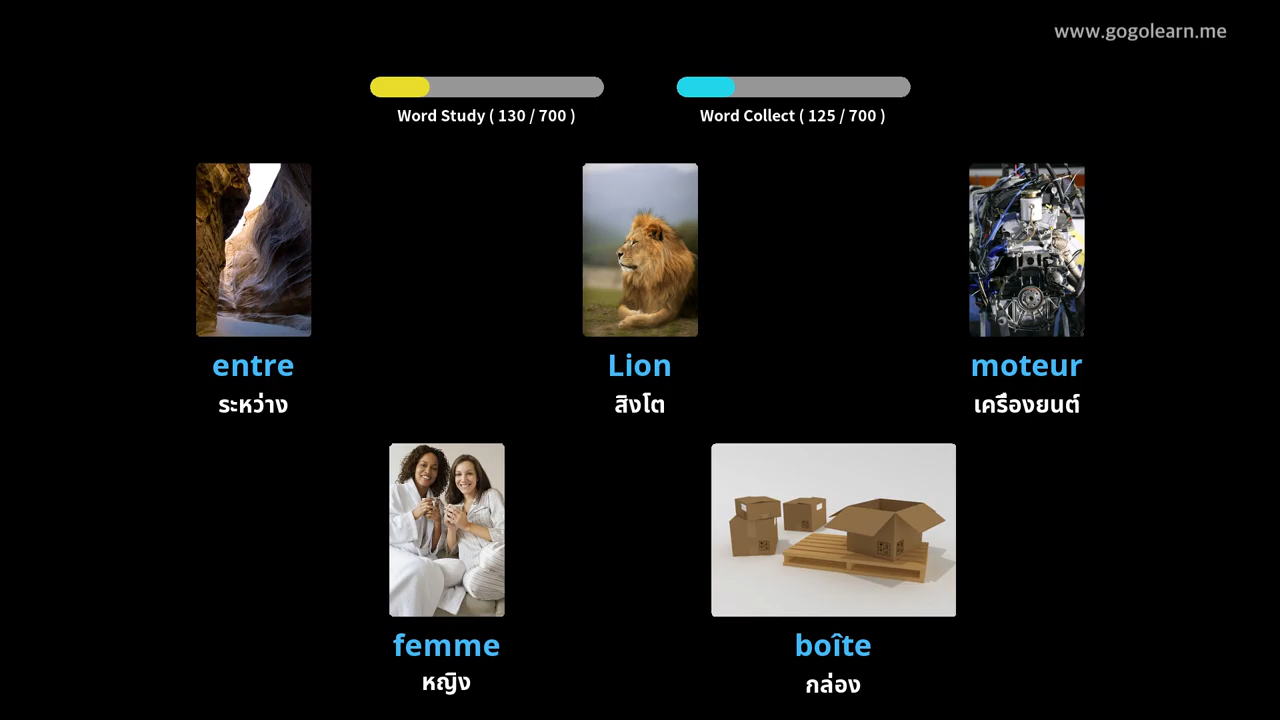 www.gogolearn.me
Word Study ( 130 / 700 )
Word Collect ( 125 / 700 )
entre
ระหว่าง
Lion
สิงโต
moteur
เครื่องยนต์
femme
หญิง
boîte
กล่อง